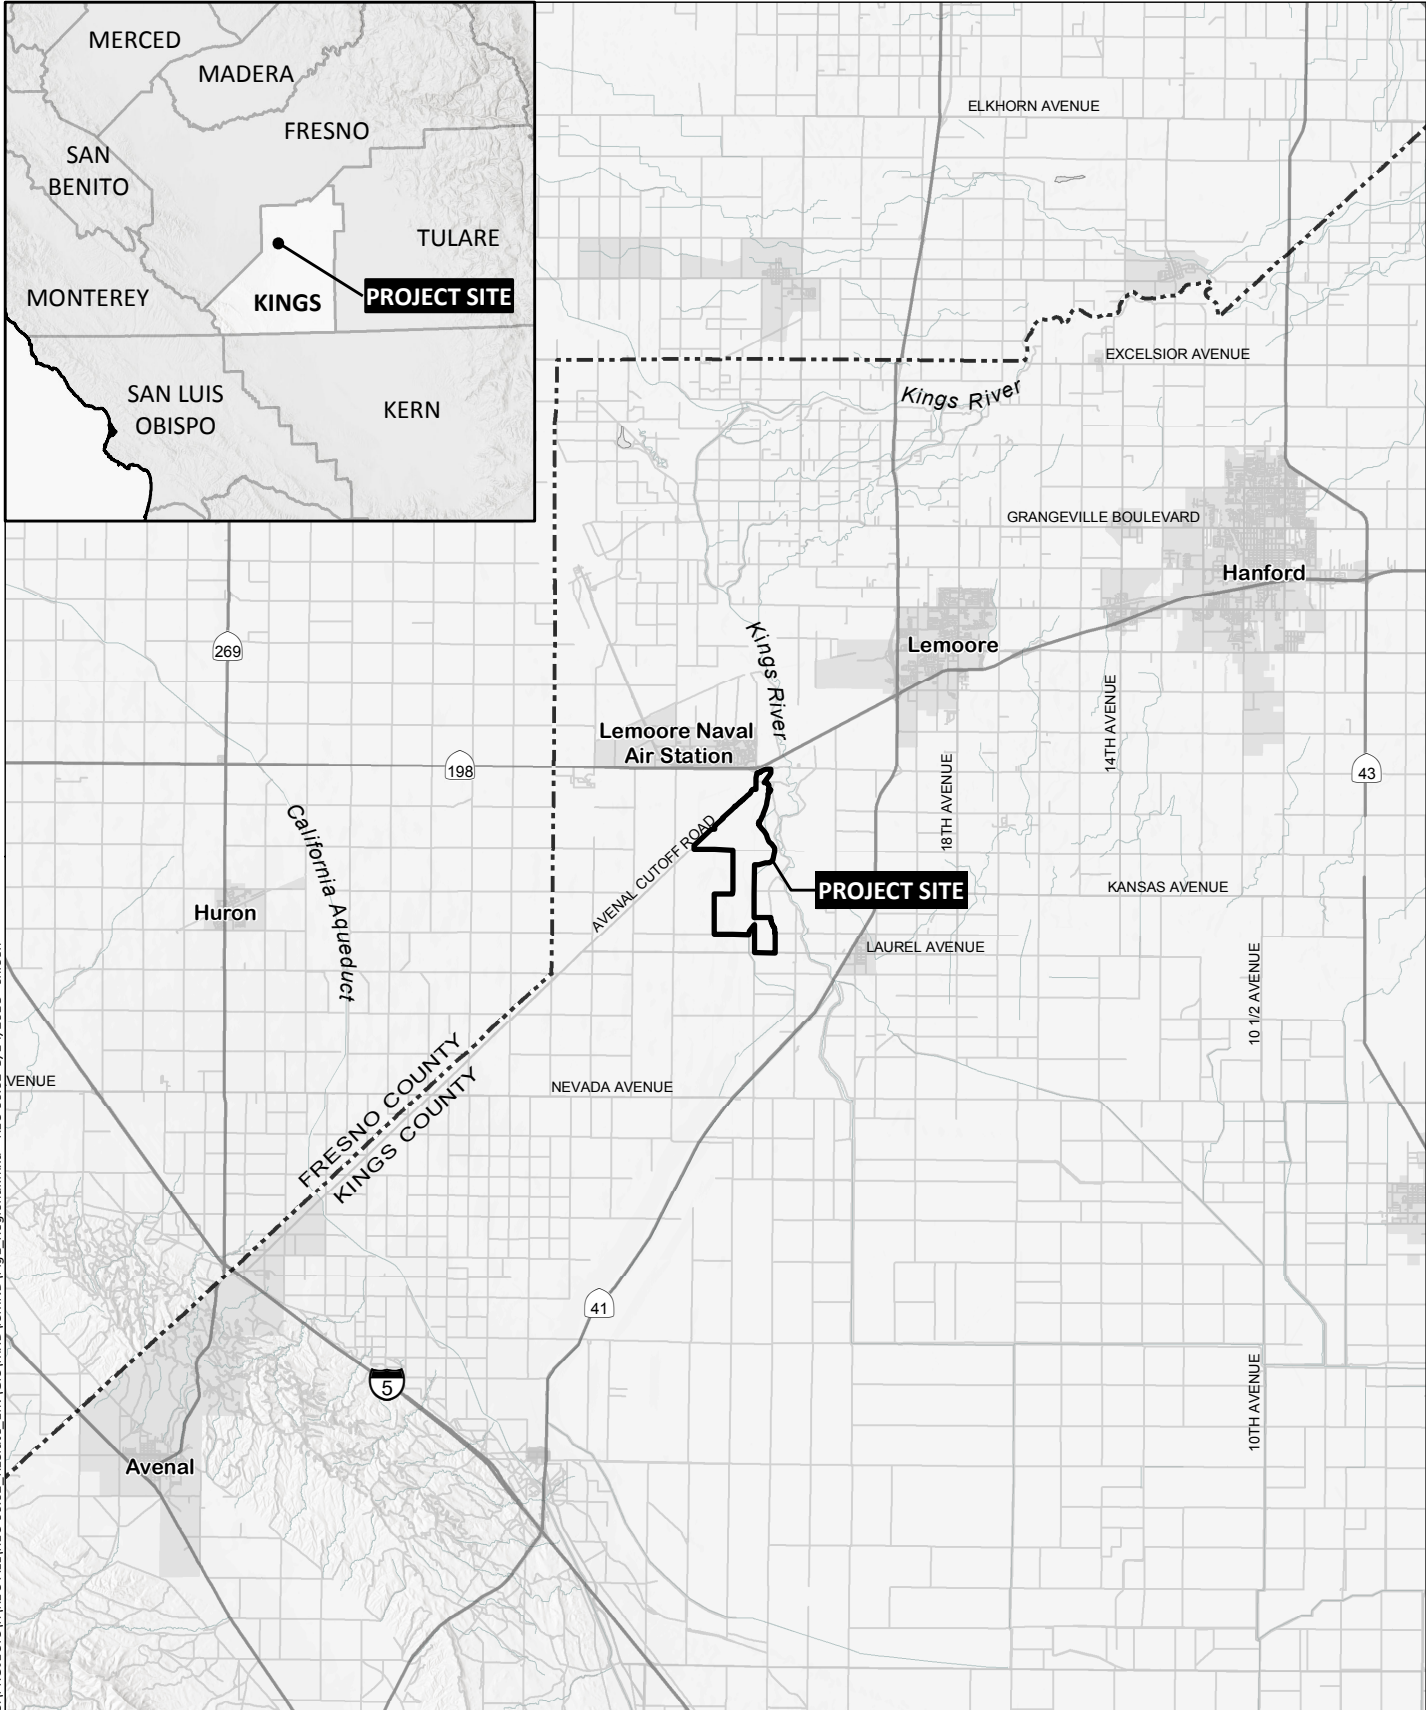 MERCED
MADERA
FRESNO
SAN
BENITO
TULARE
MONTEREY
KINGS
PROJECT SITE
SAN LUIS
OBISPO
KERN
ELKHORN AVENUE
EXCELSIOR AVENUE
Kings River
GRANGEVILLE BOULEVARD
Hanford
Lemoore
269
Kings River
Lemoore Naval
Air Station
14TH AVENUE
198
43
18TH AVENUE
California Aqueduct
AVENAL CUTOFF ROAD
PROJECT SITE
KANSAS AVENUE
Huron
LAUREL AVENUE
10 1/2 AVENUE
VENUE
NEVADA AVENUE
FRESNO COUNTY
KINGS COUNTY
41
5
10TH AVENUE
Avenal